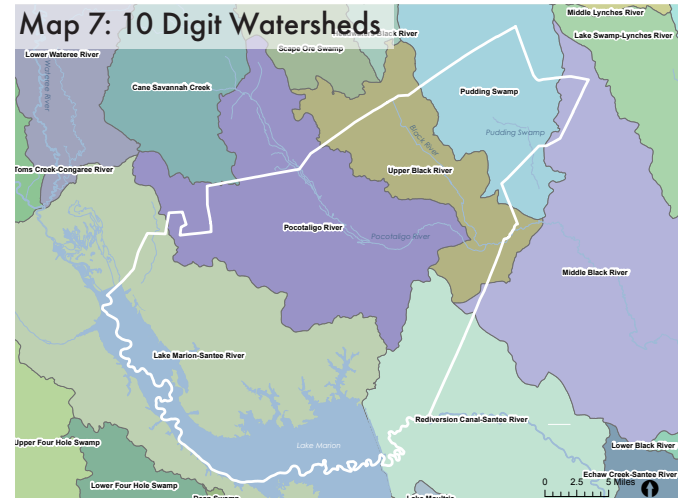 Map 7: 10 Digit Watersheds
Black River
Middle Lynches River
Lake Swamp-Lynches River
Scape Ore Swamp
Lower Wateree River
Cane Savannah Creek
Pudding Swamp
Wateree River
Pudding Swamp
Black River
Toms Creek-Congaree River
Upper Black River
Pocotaligo River
Pocotaligo River
Middle Black River
Lake Marion-Santee River
Rediversion Canal-Santee River
Upper Four Hole Swamp
Lake Marion
Lower Black River
Echaw Creek-Santee River
Lower Four Hole Swamp
0 2.5 5 Miles